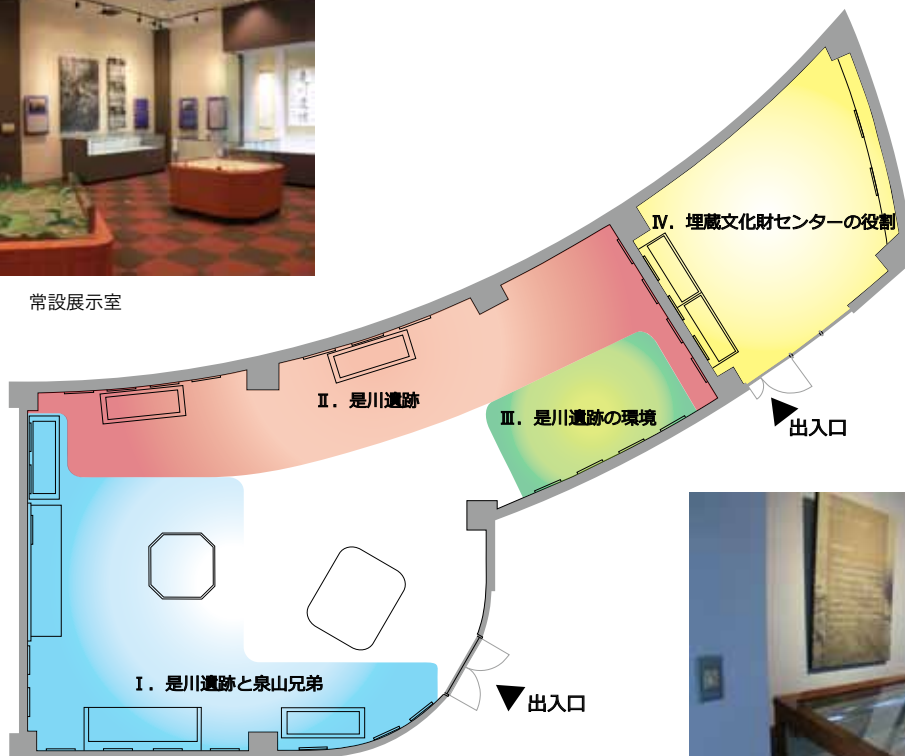 常設展示室
Ⅳ．埋蔵文化財センターの役割
Ⅱ．是川遺跡
Ⅲ．是川遺跡の環境
出入口
Ⅰ．是川遺跡と泉山兄弟
出入口